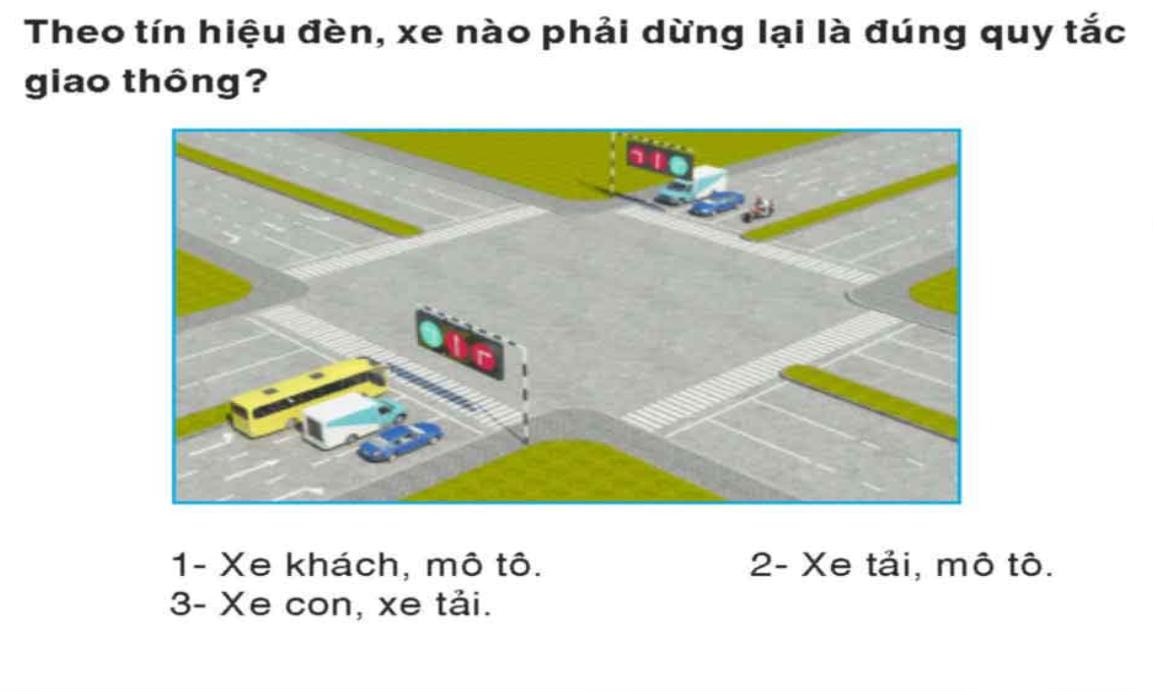 Theo tín hiệu đèn, xe nào phải dừng lại là đúng quy tắc
giao thông?
1- Xe khách, mô tô.
2- Xe tải, mô tô.
3- Xe con, xe tải.